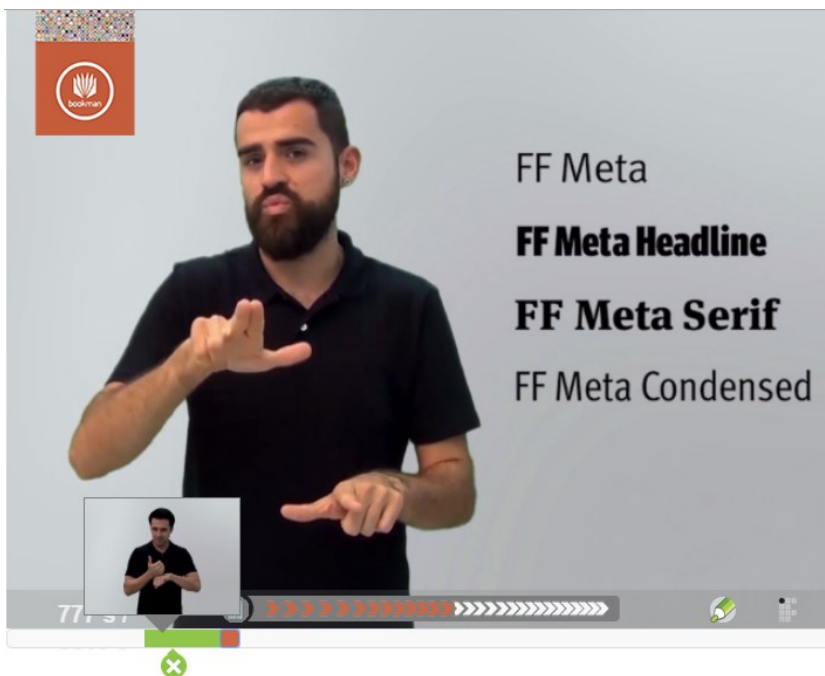 bookman
FF Meta
FF Meta Headline
FF Meta Serif
FF Meta Condensed